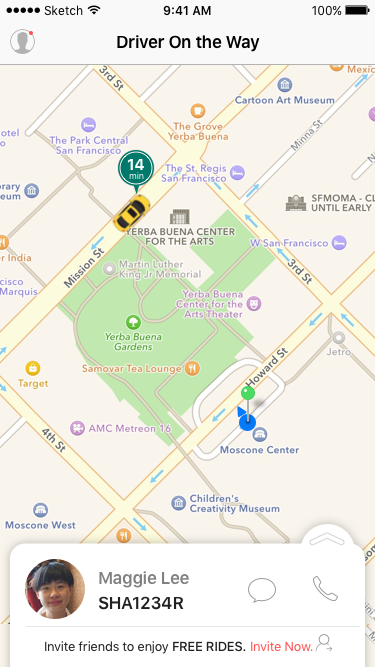 Sketch 9:41 AM 100%
Driver On the Way
3rd St
Mexico
Cartoon Art Museum
The Grove
Yerba Buena
Minna St
otel
The Park Central
San Francisco
14
min
The St. Regis
San Francisco
rary
seum
SFMOMA - CL
UNTIL EARLY
YERBA BUENA CENTER
FOR THE ARTS
W San Francisco
er India
Mission St
Martin Luther
King Jr Memorial
3rd St
cisco
Marquis
Yerba Buena
Center for the
Arts Theater
Yerba Buena
Gardens
Jetro
Target
Samovar Tea Lounge
Howard St
AMC Metreon 16
4th St
Moscone Center
Children's
Creativity Museum
Moscone West
Maggie Lee
SHA1234R
Invite friends to enjoy FREE RIDES. Invite Now.